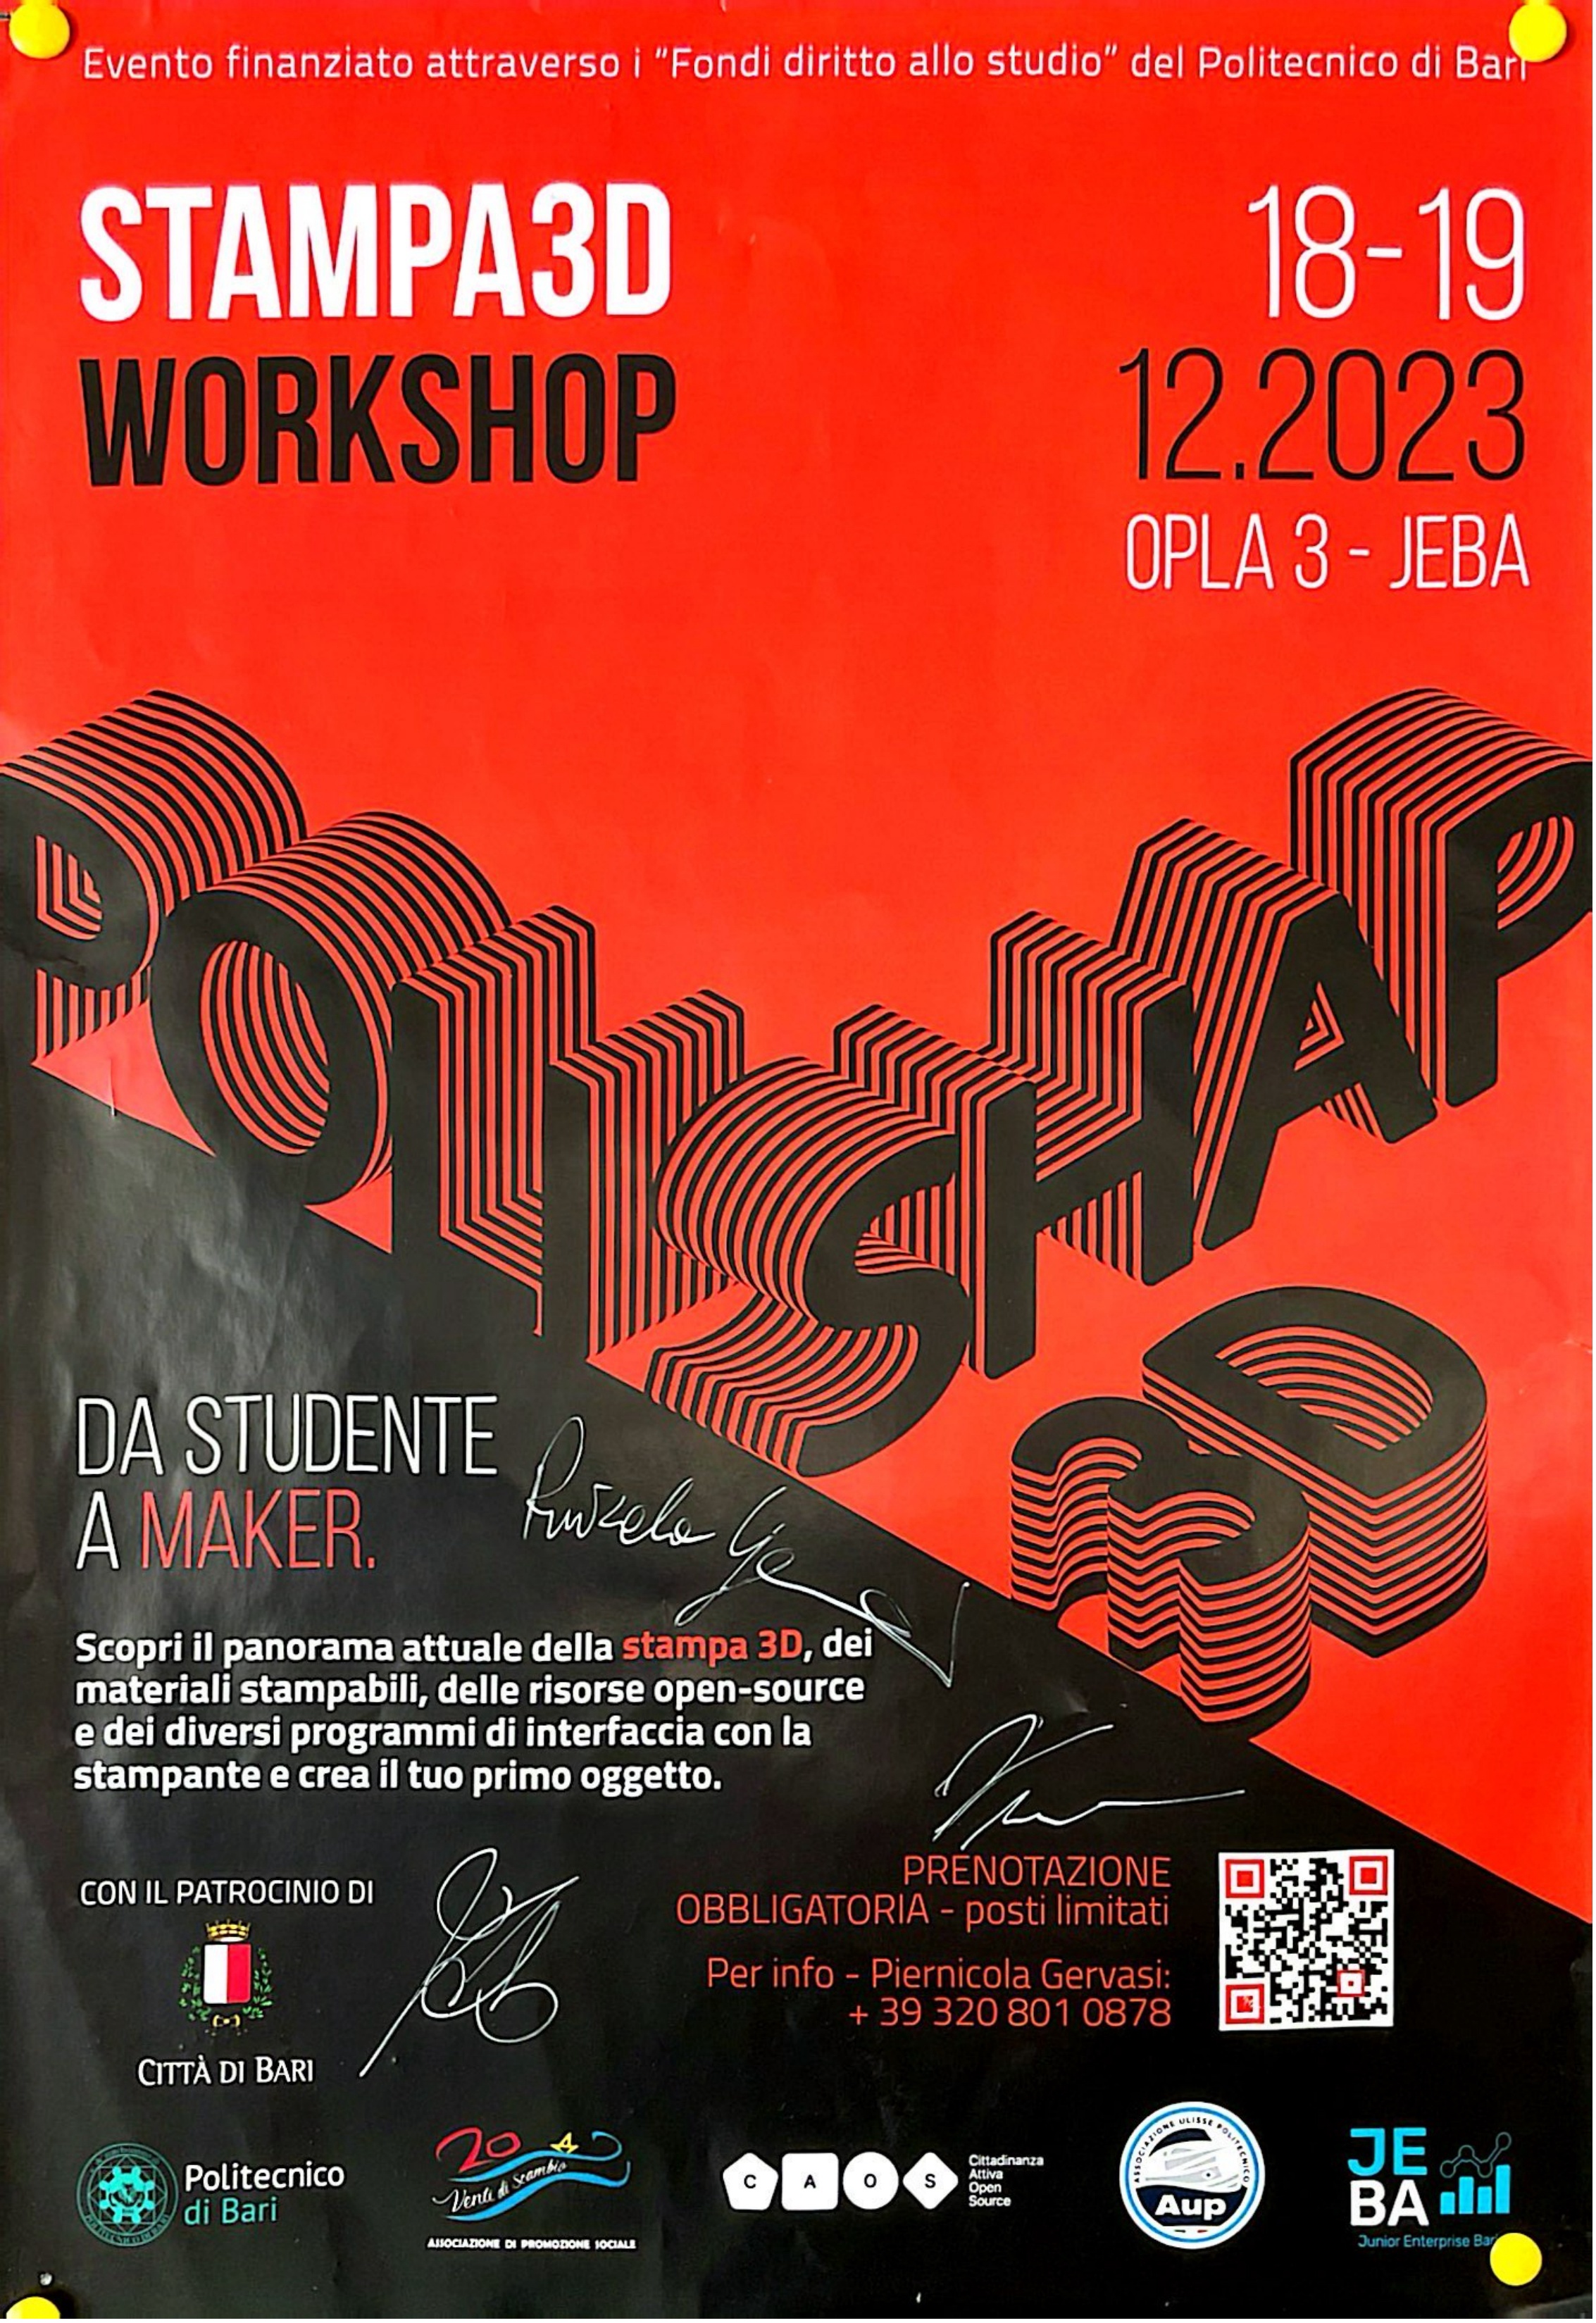 Evento finanziato attraverso i "Fondi diritto allo studio" del Politecnico di Bari
STAMPA3D
WORKSHOP
18-19
12.2023
OPLA 3 - JEBA
POLISHAP
3D
DA STUDENTE
A MAKER.
Scopri il panorama attuale della stampa 3D, dei
materiali stampabili, delle risorse open-source
e dei diversi programmi di interfaccia con la
stampante e crea il tuo primo oggetto.
CON IL PATROCINIO DI
CITTÀ DI BARI
PRENOTAZIONE
OBBLIGATORIA - posti limitati
Per info - Piernicola Gervasi:
+ 39 320 801 0878
Politecnico
di Bari
20
Venti di Scambio
ASSOCIAZIONE DI PROMOZIONE SOCIALE
C A O S
Cittadinanza
Attiva
Open
Source
ASSOCIAZIONE ULISSE POLITECNICO
Aup
JE
BA
Junior Enterprise Bari